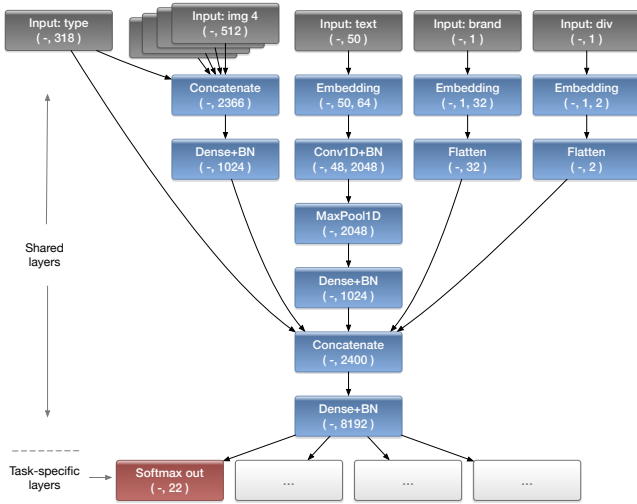 Input: type
( -, 318 )
Input: img 4
( -, 512 )
Input: text
( -, 50 )
Input: brand
( -, 1 )
Input: div
( -, 1 )
Concatenate
( -, 2366 )
Embedding
( -, 50, 64 )
Embedding
( -, 1, 32 )
Embedding
( -, 1, 2 )
Dense+BN
( -, 1024 )
Conv1D+BN
( -, 48, 2048 )
Flatten
( -, 32 )
Flatten
( -, 2 )
MaxPool1D
( -, 2048 )
Shared
layers
Dense+BN
( -, 1024 )
Concatenate
( -, 2400 )
Dense+BN
( -, 8192 )
Task-specific
layers
Softmax out
( -, 22 )
...
...
...